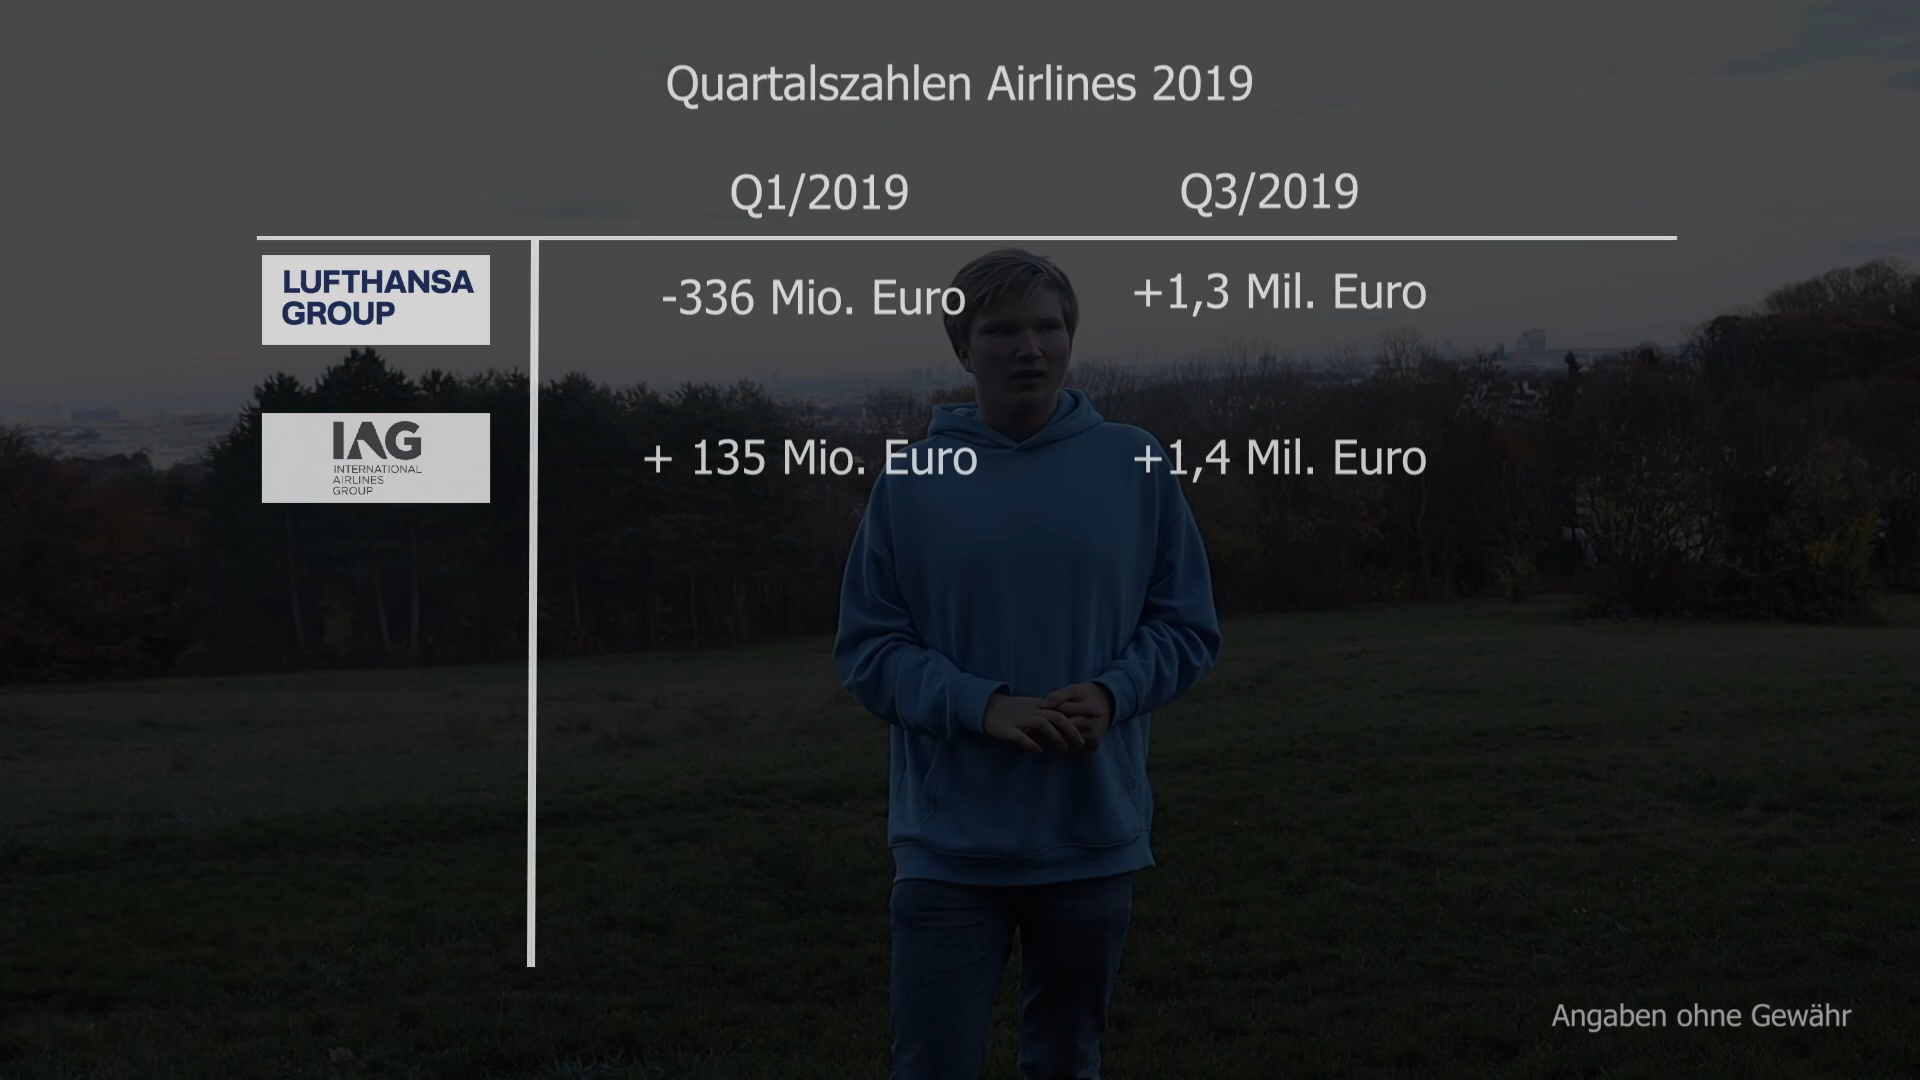 Quartalszahlen Airlines 2019
Q1/2019 Q3/2019
LUFTHANSA
GROUP
-336 Mio. Euro +1,3 Mil. Euro
IAG
INTERNATIONAL
AIRLINES
GROUP
+ 135 Mio. Euro +1,4 Mil. Euro
Angaben ohne Gewähr